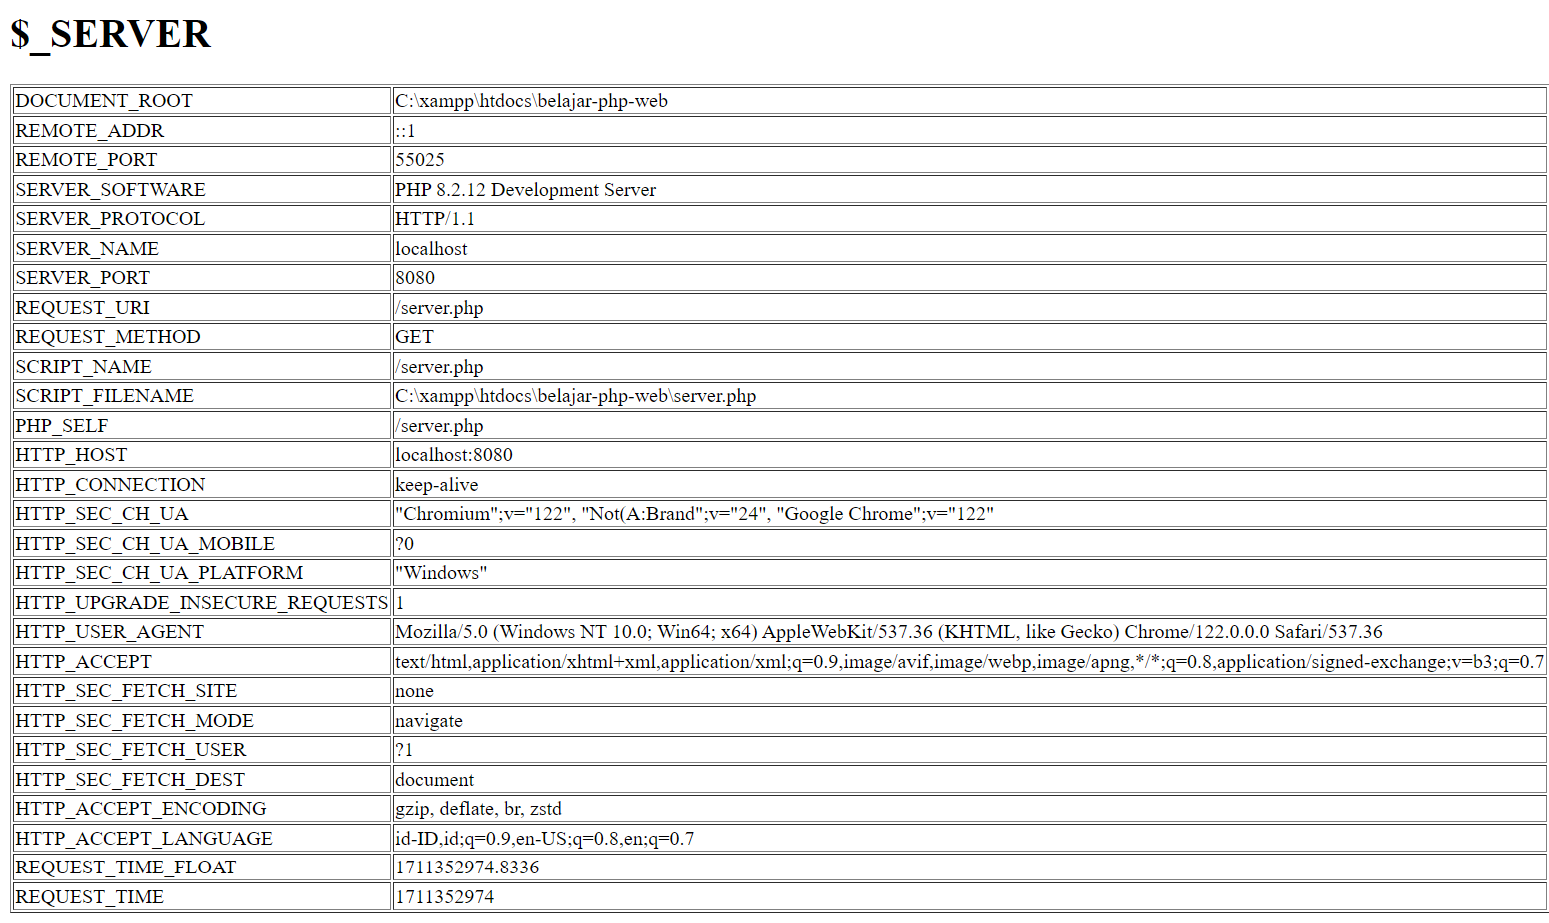 $_SERVER
DOCUMENT_ROOT C:\xampp\htdocs\belajar-php-web
REMOTE_ADDR ::1
REMOTE_PORT 55025
SERVER_SOFTWARE PHP 8.2.12 Development Server
SERVER_PROTOCOL HTTP/1.1
SERVER_NAME localhost
SERVER_PORT 8080
REQUEST_URI /server.php
REQUEST_METHOD GET
SCRIPT_NAME /server.php
SCRIPT_FILENAME C:\xampp\htdocs\belajar-php-web\server.php
PHP_SELF /server.php
HTTP_HOST localhost:8080
HTTP_CONNECTION keep-alive
HTTP_SEC_CH_UA "Chromium";v="122", "Not(A:Brand";v="24", "Google Chrome";v="122"
HTTP_SEC_CH_UA_MOBILE ?0
HTTP_SEC_CH_UA_PLATFORM "Windows"
HTTP_UPGRADE_INSECURE_REQUESTS 1
HTTP_USER_AGENT Mozilla/5.0 (Windows NT 10.0; Win64; x64) AppleWebKit/537.36 (KHTML, like Gecko) Chrome/122.0.0.0 Safari/537.36
HTTP_ACCEPT text/html,application/xhtml+xml,application/xml;q=0.9,image/avif,image/webp,image/apng,*/*;q=0.8,application/signed-exchange;v=b3;q=0.7
HTTP_SEC_FETCH_SITE none
HTTP_SEC_FETCH_MODE navigate
HTTP_SEC_FETCH_USER ?1
HTTP_SEC_FETCH_DEST document
HTTP_ACCEPT_ENCODING gzip, deflate, br, zstd
HTTP_ACCEPT_LANGUAGE id-ID,id;q=0.9,en-US;q=0.8,en;q=0.7
REQUEST_TIME_FLOAT 1711352974.8336
REQUEST_TIME 1711352974